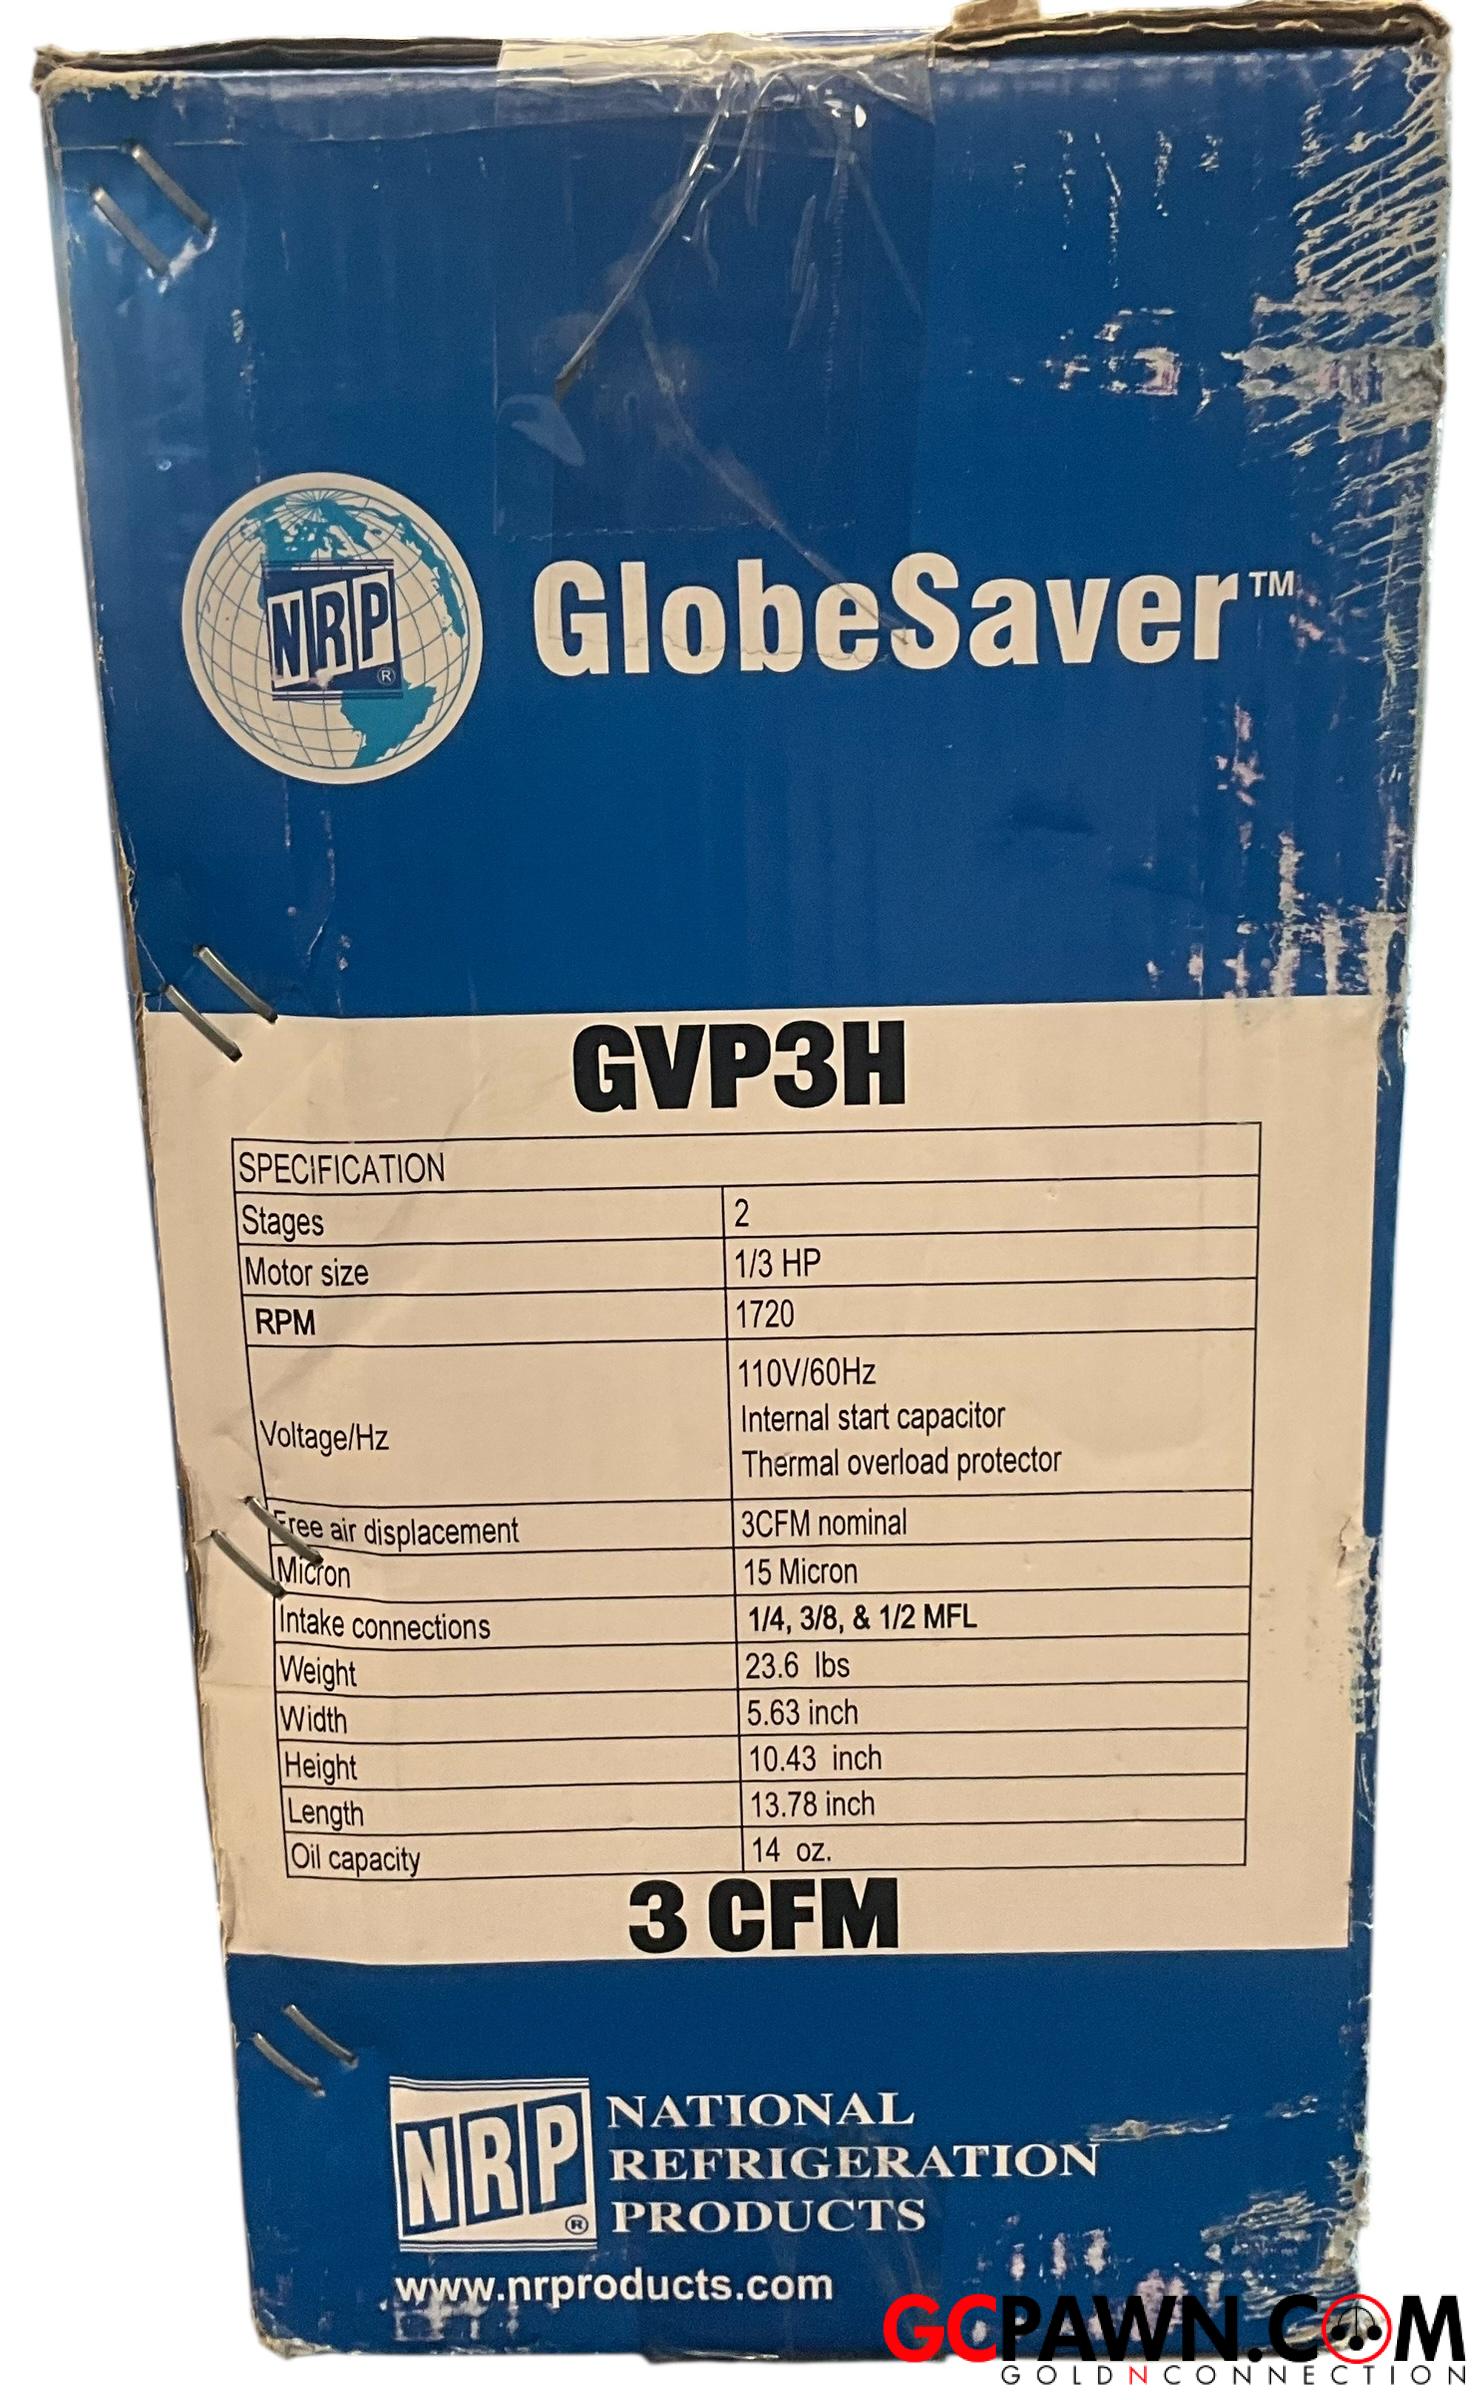 NRP
®
GlobeSaver™
GVP3H
SPECIFICATION
Stages 2
Motor size 1/3 HP
RPM 1720
Voltage/Hz 110V/60Hz
Internal start capacitor
Thermal overload protector
Free air displacement 3CFM nominal
Micron 15 Micron
Intake connections 1/4, 3/8, & 1/2 MFL
Weight 23.6 lbs
Width 5.63 inch
Height 10.43 inch
Length 13.78 inch
Oil capacity 14 oz.
3 CFM
NRP®
NATIONAL
REFRIGERATION
PRODUCTS
www.nrproducts.com
GCPAWN.COM
GOLDNCONNECTION